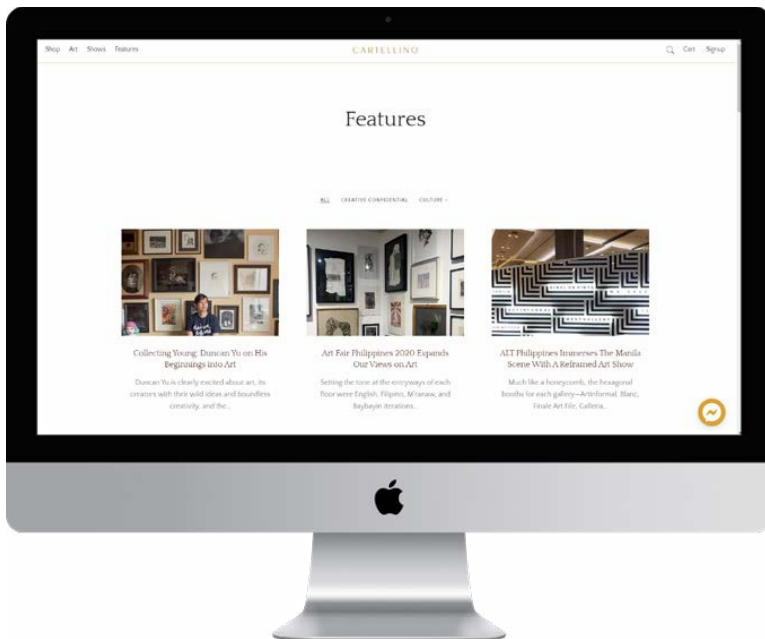 Shop Art Shows Features
CARTELLINO
Cart Signup
Features
ALL CREATIVE CONFIDENTIAL CULTURE
Collecting Young: Duncan Yu on His
Beginnings into Art
Duncan Yu is clearly excited about art, its
creators with their wild ideas and boundless
creativity, and the...
Art Fair Philippines 2020 Expands
Our Views on Art
Setting the tone at the entryways of each
floor were English, Filipino, M'ranaw, and
Baybayin iterations...
ALT Philippines Immerses The Manila
Scene With A Reframed Art Show
Much like a honeycomb, the hexagonal
booths for each gallery—Artinformal, Blanc,
Finale Art File, Galleria...